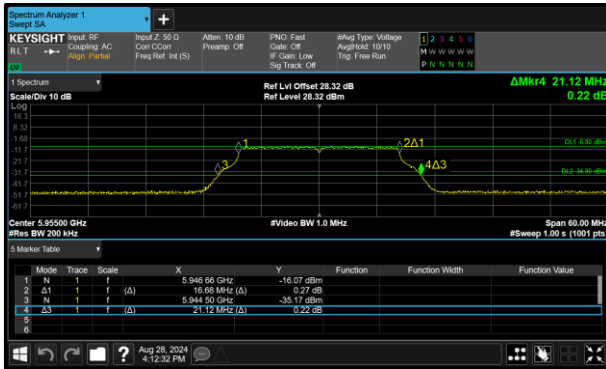 Spectrum Analyzer 1
Swept SA
+
KEYSIGHT Input: RF Input Z: 50 Ω Atten: 10 dB PNO: Fast #Avg Type: Voltage 1 2 3 4 5 6
RLT Coupling: AC Corr CCorr Preamp: Off Gate: Off Avg|Hold: 10/10 M W W W W W
Align: Partial Freq Ref: Int (S) IF Gain: Low Trig: Free Run P N N N N N
Sig Track: Off
1 Spectrum Ref Lvl Offset 28.32 dB ΔMkr4 21.12 MHz
Scale/Div 10 dB Ref Level 28.32 dBm 0.22 dB
Log
18.3
8.32
-1.68
-11.7
-21.7
-31.7
-41.7
-51.7
-61.7
1
2Δ1
DL1 -8.80 dBm
3
4Δ3
DL2 -34.80 dBm
Center 5.95500 GHz #Video BW 1.0 MHz Span 60.00 MHz
#Res BW 200 kHz #Sweep 1.00 s (1001 pts)
5 Marker Table
Mode Trace Scale X Y Function Function Width Function Value
1 N 1 f 5.946 66 GHz -16.07 dBm
2 Δ1 1 f (Δ) 16.68 MHz (Δ) 0.27 dB
3 N 1 f 5.944 50 GHz -35.17 dBm
4 Δ3 1 f (Δ) 21.12 MHz (Δ) 0.22 dB
5
6
? Aug 28, 2024
4:12:32 PM